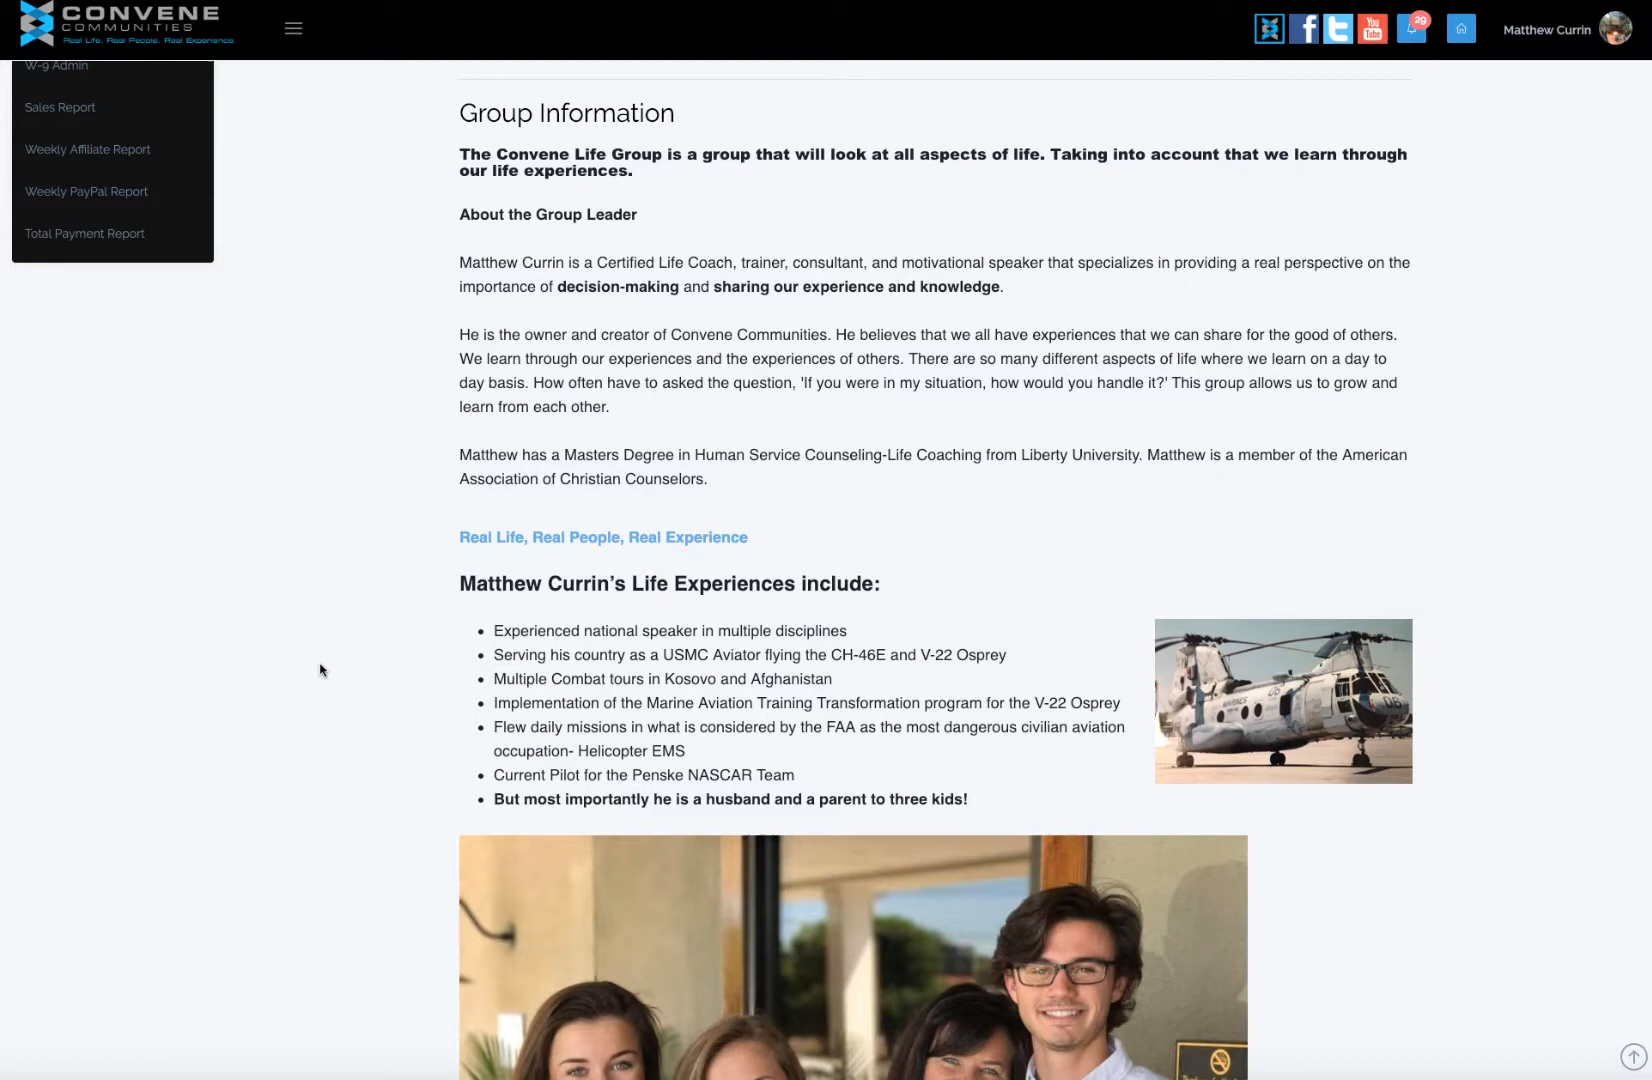 CONVENE
COMMUNITIES
Real Life. Real People. Real Experience.
You
Tube
29
Matthew Currin
W-9 Admin
Sales Report
Weekly Affiliate Report
Weekly PayPal Report
Total Payment Report
Group Information
The Convene Life Group is a group that will look at all aspects of life. Taking into account that we learn through
our life experiences.
About the Group Leader
Matthew Currin is a Certified Life Coach, trainer, consultant, and motivational speaker that specializes in providing a real perspective on the
importance of decision-making and sharing our experience and knowledge.
He is the owner and creator of Convene Communities. He believes that we all have experiences that we can share for the good of others.
We learn through our experiences and the experiences of others. There are so many different aspects of life where we learn on a day to
day basis. How often have to asked the question, 'If you were in my situation, how would you handle it?' This group allows us to grow and
learn from each other.
Matthew has a Masters Degree in Human Service Counseling-Life Coaching from Liberty University. Matthew is a member of the American
Association of Christian Counselors.
Real Life, Real People, Real Experience
Matthew Currin’s Life Experiences include:
Experienced national speaker in multiple disciplines
Serving his country as a USMC Aviator flying the CH-46E and V-22 Osprey
Multiple Combat tours in Kosovo and Afghanistan
Implementation of the Marine Aviation Training Transformation program for the V-22 Osprey
Flew daily missions in what is considered by the FAA as the most dangerous civilian aviation
occupation- Helicopter EMS
Current Pilot for the Penske NASCAR Team
But most importantly he is a husband and a parent to three kids!
MARINES
06